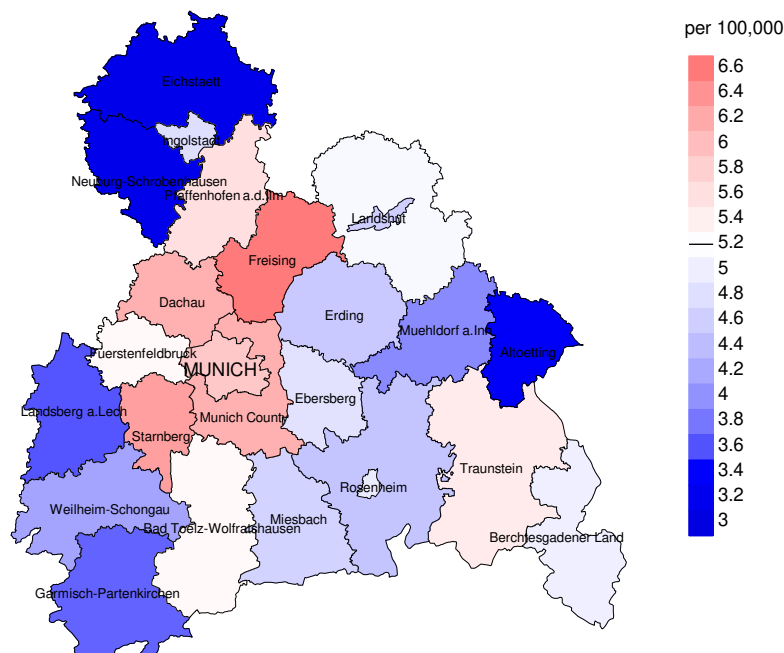 per 100,000
6.6
6.4
6.2
6
5.8
5.6
5.4
5.2
5
4.8
4.6
4.4
4.2
4
3.8
3.6
3.4
3.2
3
Eichstaett
Ingolstadt
Neuburg-Schrobenhausen
Pfaffenhofen a.d.Ilm
Landshut
Freising
Dachau
Erding
Muehldorf a.Inn
Altoetting
Fuerstenfeldbruck
MUNICH
Ebersberg
Landsberg a.Lech
Munich County
Starnberg
Traunstein
Rosenheim
Weilheim-Schongau
Miesbach
Bad Toelz-Wolfratshausen
Berchtesgadener Land
Garmisch-Partenkirchen